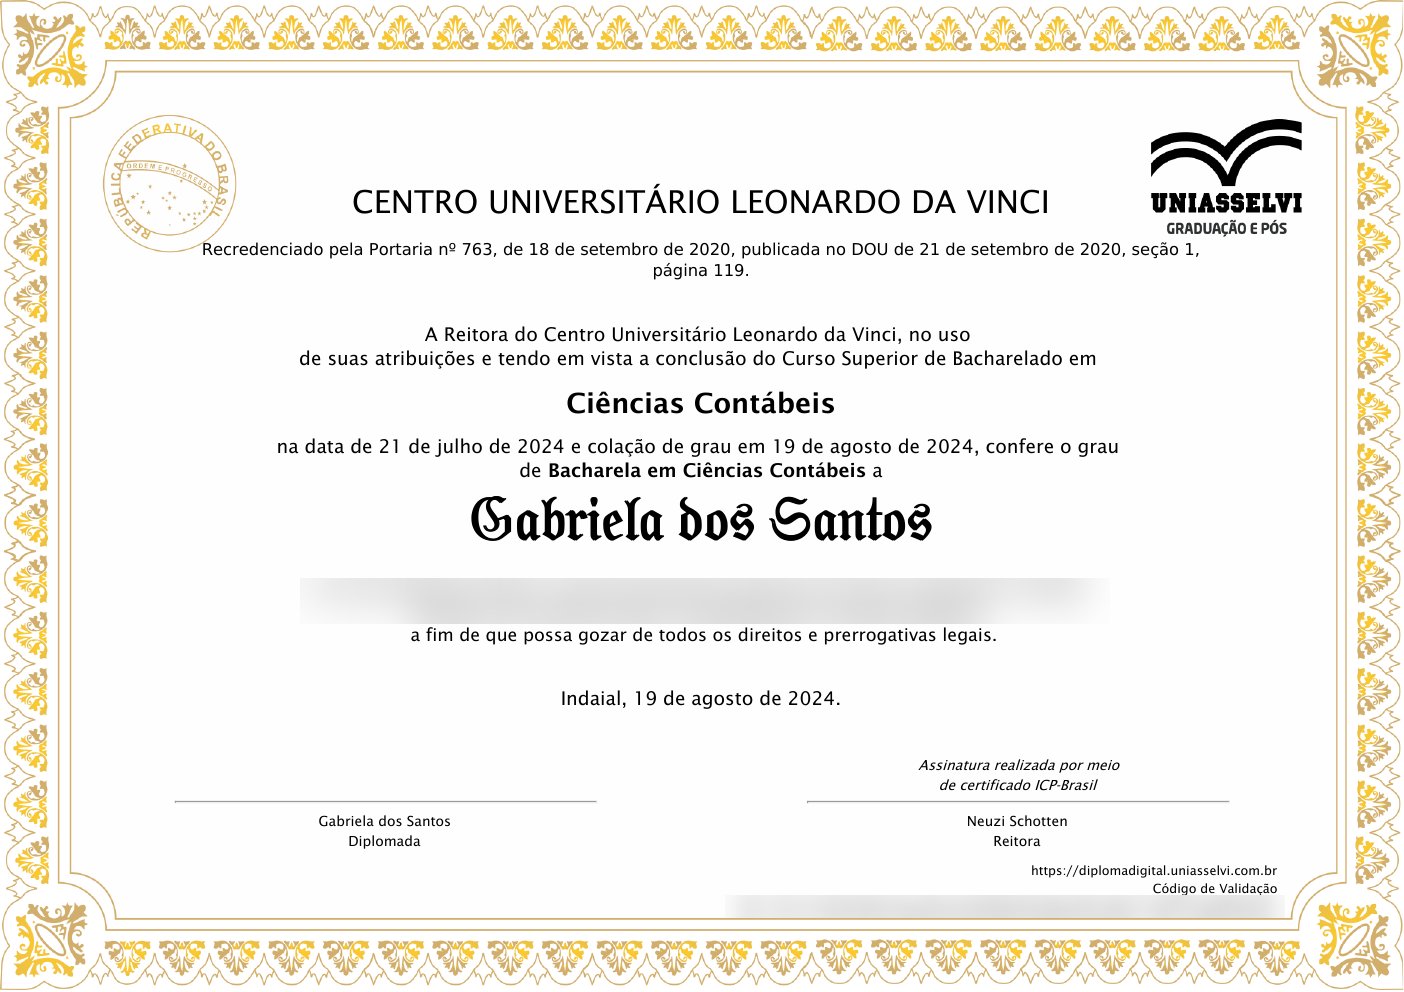 REPÚBLICA FEDERATIVA DO BRASIL
ORDEM E PROGRESSO
UNIASSELVI
GRADUAÇÃO E PÓS
CENTRO UNIVERSITÁRIO LEONARDO DA VINCI
Recredenciado pela Portaria nº 763, de 18 de setembro de 2020, publicada no DOU de 21 de setembro de 2020, seção 1,
página 119.
A Reitora do Centro Universitário Leonardo da Vinci, no uso
de suas atribuições e tendo em vista a conclusão do Curso Superior de Bacharelado em
Ciências Contábeis
na data de 21 de julho de 2024 e colação de grau em 19 de agosto de 2024, confere o grau
de Bacharela em Ciências Contábeis a
Gabriela dos Santos
a fim de que possa gozar de todos os direitos e prerrogativas legais.
Indaial, 19 de agosto de 2024.
Assinatura realizada por meio
de certificado ICP-Brasil
Gabriela dos Santos
Diplomada
Neuzi Schotten
Reitora
https://diplomadigital.uniasselvi.com.br
Código de Validação